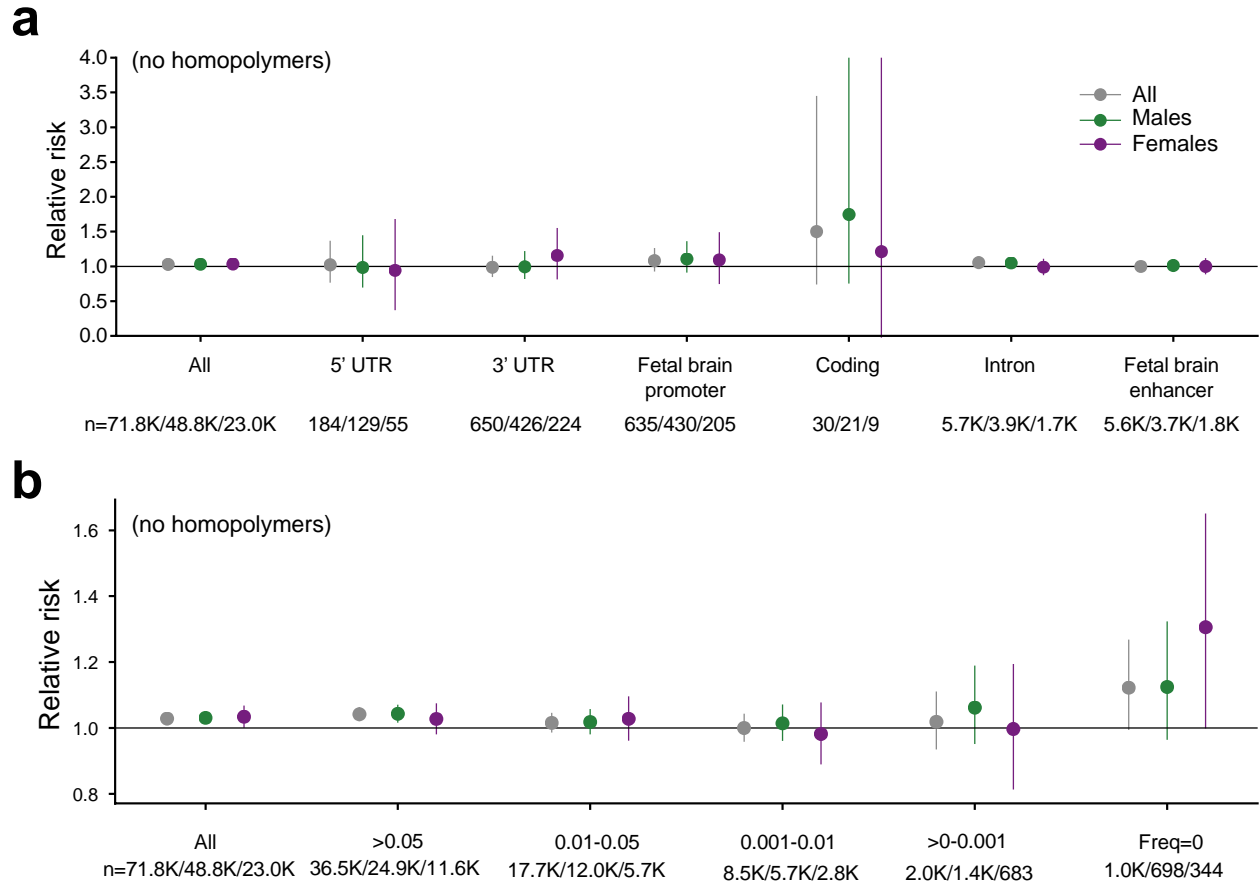 a
(no homopolymers)
4.0
3.5
3.0
2.5
2.0
1.5
1.0
0.5
0.0
Relative risk
All
Males
Females
All
5’ UTR
3’ UTR
Fetal brain
promoter
Coding
Intron
Fetal brain
enhancer
n=71.8K/48.8K/23.0K
184/129/55
650/426/224
635/430/205
30/21/9
5.7K/3.9K/1.7K
5.6K/3.7K/1.8K
b
(no homopolymers)
1.6
1.4
1.2
1.0
0.8
Relative risk
All
>0.05
0.01-0.05
0.001-0.01
>0-0.001
Freq=0
n=71.8K/48.8K/23.0K
36.5K/24.9K/11.6K
17.7K/12.0K/5.7K
8.5K/5.7K/2.8K
2.0K/1.4K/683
1.0K/698/344